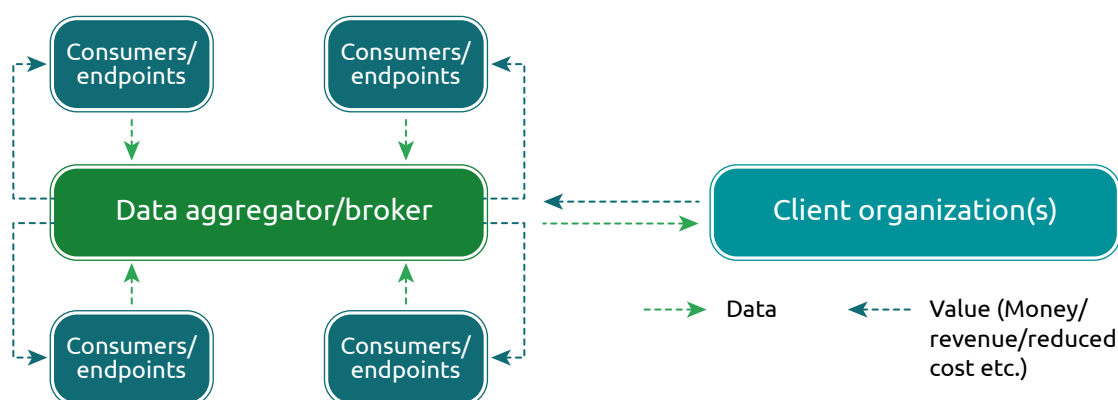 Consumers/
endpoints
Consumers/
endpoints
Data aggregator/broker
Client organization(s)
Consumers/
endpoints
Consumers/
endpoints
Data
Value (Money/
revenue/reduced
cost etc.)